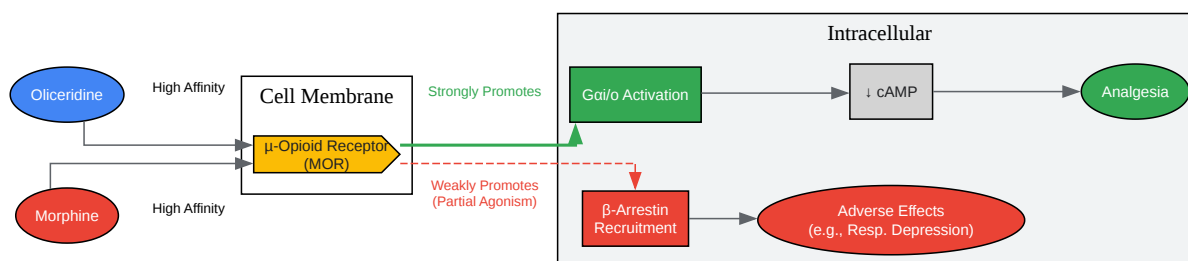 Intracellular
Oliceridine
High Affinity
Cell Membrane
Strongly Promotes
Gαi/o Activation
↓ cAMP
Analgesia
µ-Opioid Receptor
(MOR)
Morphine
High Affinity
Weakly Promotes
(Partial Agonism)
β-Arrestin
Recruitment
Adverse Effects
(e.g., Resp. Depression)